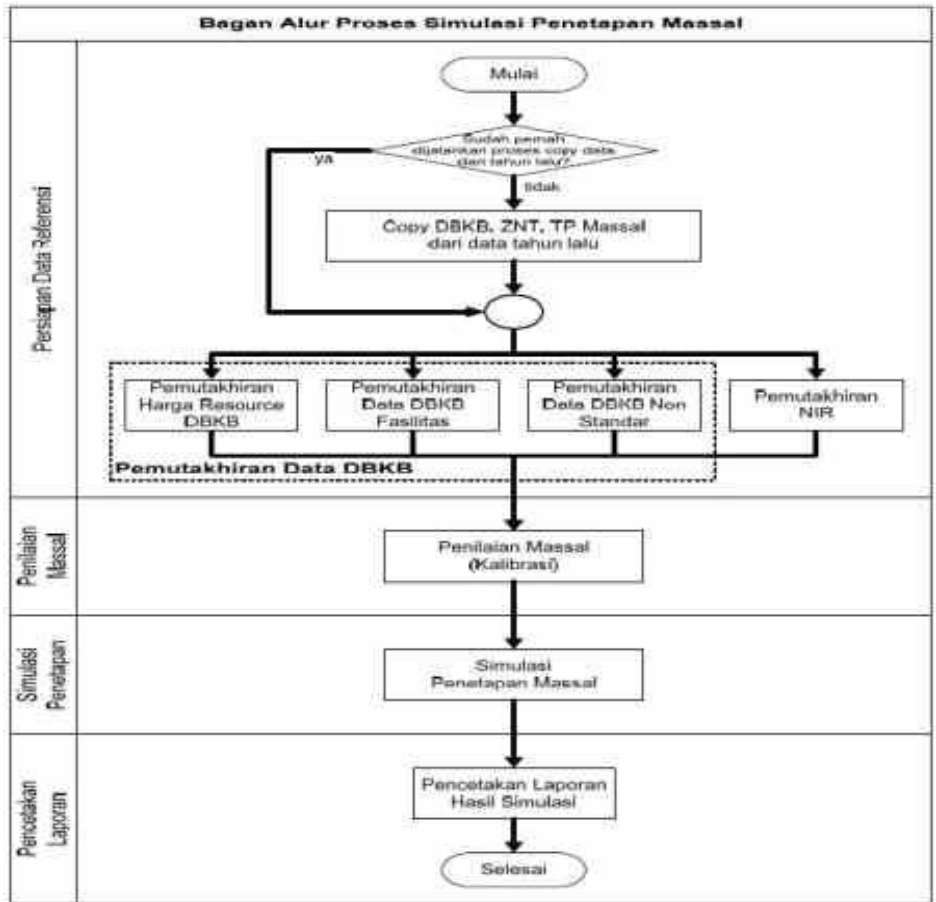 Bagan Alur Proses Simulasi Penetapan Massal
Persiapan Data Referensi
Mulai
Sudah pernah
dijalankan proses copy data
dari tahun lalu?
ya
tidak
Copy DBKB, ZNT, TP Massal
dari data tahun lalu
Pemutakhiran
Harga Resource
DBKB
Pemutakhiran
Data DBKB
Fasilitas
Pemutakhiran
Data DBKB Non
Standar
Pemutakhiran
NIR
Pemutakhiran Data DBKB
Penilaian
Massal
Penilaian Massal
(Kalibrasi)
Simulasi
Penetapan
Simulasi
Penetapan Massal
Pencetakan
Laporan
Pencetakan Laporan
Hasil Simulasi
Selesai